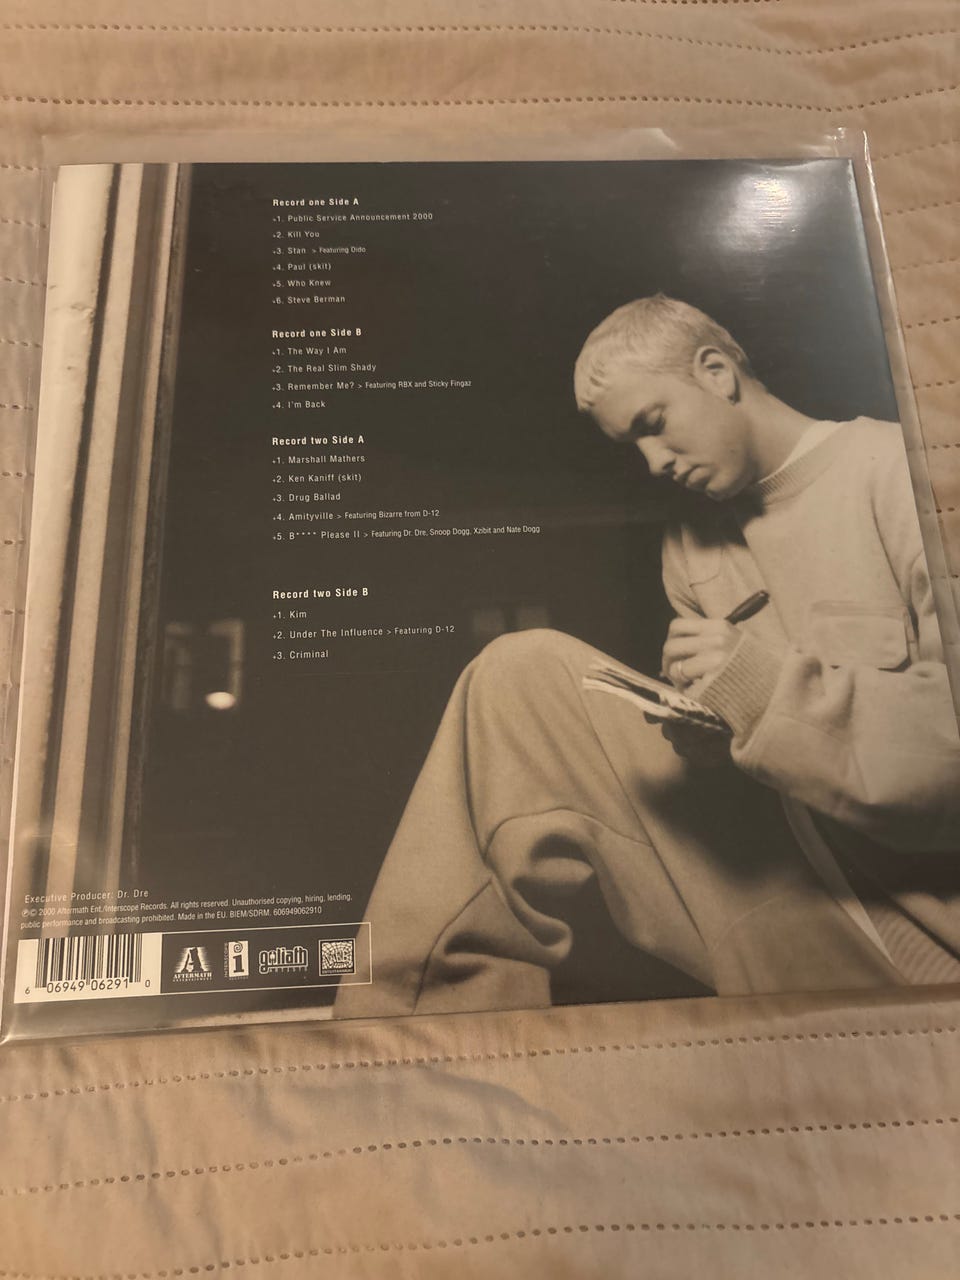 Record one Side A
+1. Public Service Announcement 2000
+2. Kill You
+3. Stan > Featuring Dido
+4. Paul (skit)
+5. Who Knew
+6. Steve Berman
Record one Side B
+1. The Way I Am
+2. The Real Slim Shady
+3. Remember Me? > Featuring RBX and Sticky Fingaz
+4. I'm Back
Record two Side A
+1. Marshall Mathers
+2. Ken Kaniff (skit)
+3. Drug Ballad
+4. Amityville > Featuring Bizarre from D-12
+5. B**** Please II > Featuring Dr. Dre, Snoop Dogg, Xzibit and Nate Dogg
Record two Side B
+1. Kim
+2. Under The Influence > Featuring D-12
+3. Criminal
Executive Producer: Dr. Dre
℗© 2000 Aftermath Ent./Interscope Records. All rights reserved. Unauthorised copying, hiring, lending,
public performance and broadcasting prohibited. Made in the EU. BIEM/SDRM. 606949062910
6 06949 06291 0
AFTERMATH
ENTERTAINMENT
INTERSCOPE
i
RECORDS
goliath
ARTISTS
ENTERTAINMENT